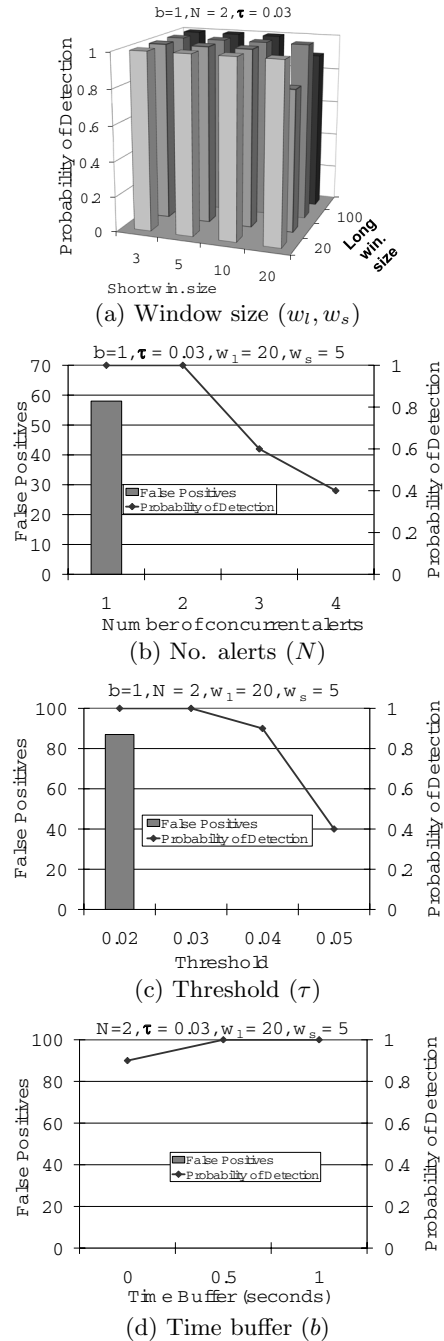 b=1,N = 2,τ = 0.03
Probability of Detection
1
0.8
0.6
0.4
0.2
0
3
5
10
20
Short win. size
20
100
Long
win.
size
(a) Window size (w_l, w_s)
b=1, τ = 0.03, w_l = 20, w_s = 5
False Positives
70
60
50
40
30
20
10
0
False Positives
Probability of Detection
1
0.8
0.6
0.4
0.2
0
Probability of Detection
1 2 3 4
Number of concurrent alerts
(b) No. alerts (N)
b=1, N = 2, w_l = 20, w_s = 5
False Positives
100
80
60
40
20
0
False Positives
Probability of Detection
1
0.8
0.6
0.4
0.2
0
Probability of Detection
0.02 0.03 0.04 0.05
Threshold
(c) Threshold (τ)
N=2, τ = 0.03, w_l = 20, w_s = 5
False Positives
100
80
60
40
20
0
False Positives
Probability of Detection
1
0.8
0.6
0.4
0.2
0
Probability of Detection
0 0.5 1
Time Buffer (seconds)
(d) Time buffer (b)